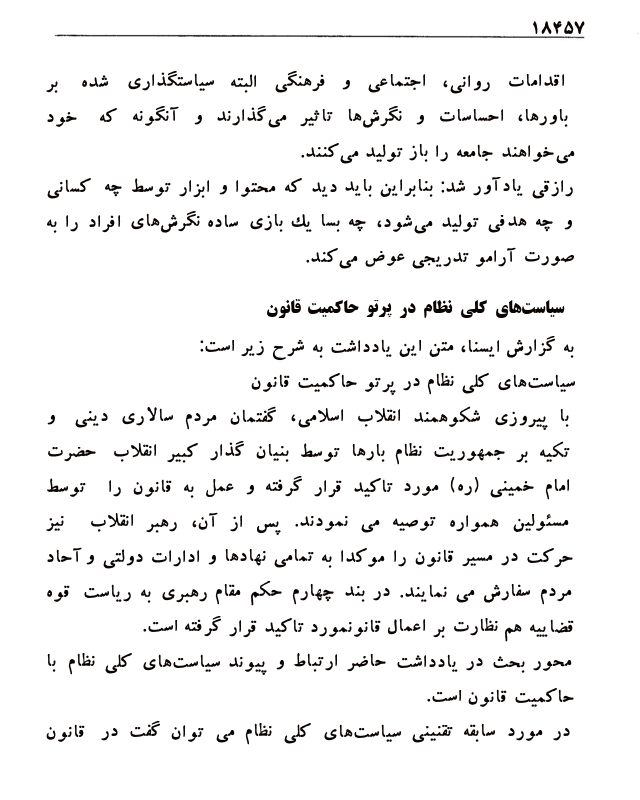 ۱۸۴۵۷
اقدامات روانی، اجتماعی و فرهنگی البته سیاستگذاری شده بر
باورها، احساسات و نگرش‌ها تاثیر می‌گذارند و آنگونه که خود
می‌خواهند جامعه را باز تولید می‌کنند.
رازقی یادآور شد: بنابراین باید دید که محتوا و ابزار توسط چه کسانی
و چه هدفی تولید می‌شود، چه بسا یك بازی ساده نگرش‌های افراد را به
صورت آرامو تدریجی عوض می‌کند.
سیاست‌های کلی نظام در پرتو حاکمیت قانون
به گزارش ایسنا، متن این یادداشت به شرح زیر است:
سیاست‌های کلی نظام در پرتو حاکمیت قانون
با پیروزی شکوهمند انقلاب اسلامی، گفتمان مردم سالاری دینی و
تکیه بر جمهوریت نظام بارها توسط بنیان گذار کبیر انقلاب حضرت
امام خمینی (ره) مورد تاکید قرار گرفته و عمل به قانون را توسط
مسئولین همواره توصیه می نمودند. پس از آن، رهبر انقلاب نیز
حرکت در مسیر قانون را موکدا به تمامی نهادها و ادارات دولتی و آحاد
مردم سفارش می نمایند. در بند چهارم حکم مقام رهبری به ریاست قوه
قضاییه هم نظارت بر اعمال قانونمورد تاکید قرار گرفته است.
محور بحث در یادداشت حاضر ارتباط و پیوند سیاست‌های کلی نظام با
حاکمیت قانون است.
در مورد سابقه تقنینی سیاست‌های کلی نظام می توان گفت در قانون